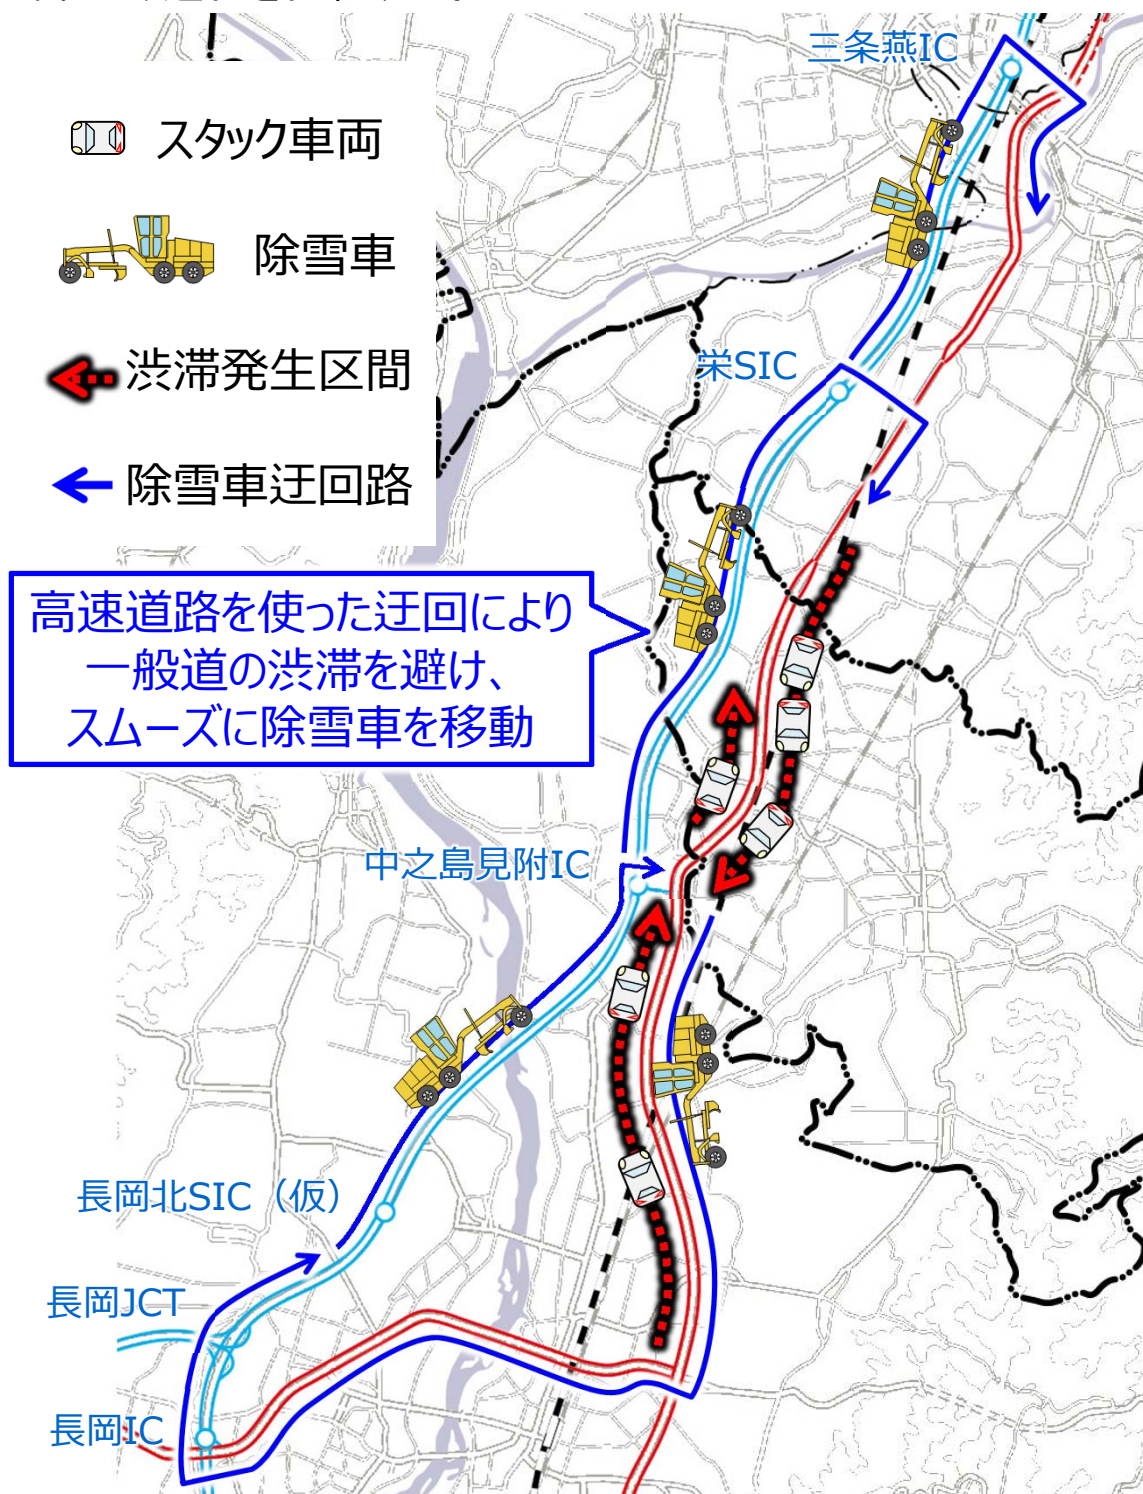 三条燕IC
スタック車両
除雪車
渋滞発生区間
除雪車迂回路
栄SIC
高速道路を使った迂回により
一般道の渋滞を避け、
スムーズに除雪車を移動
中之島見附IC
長岡北SIC（仮）
長岡JCT
長岡IC